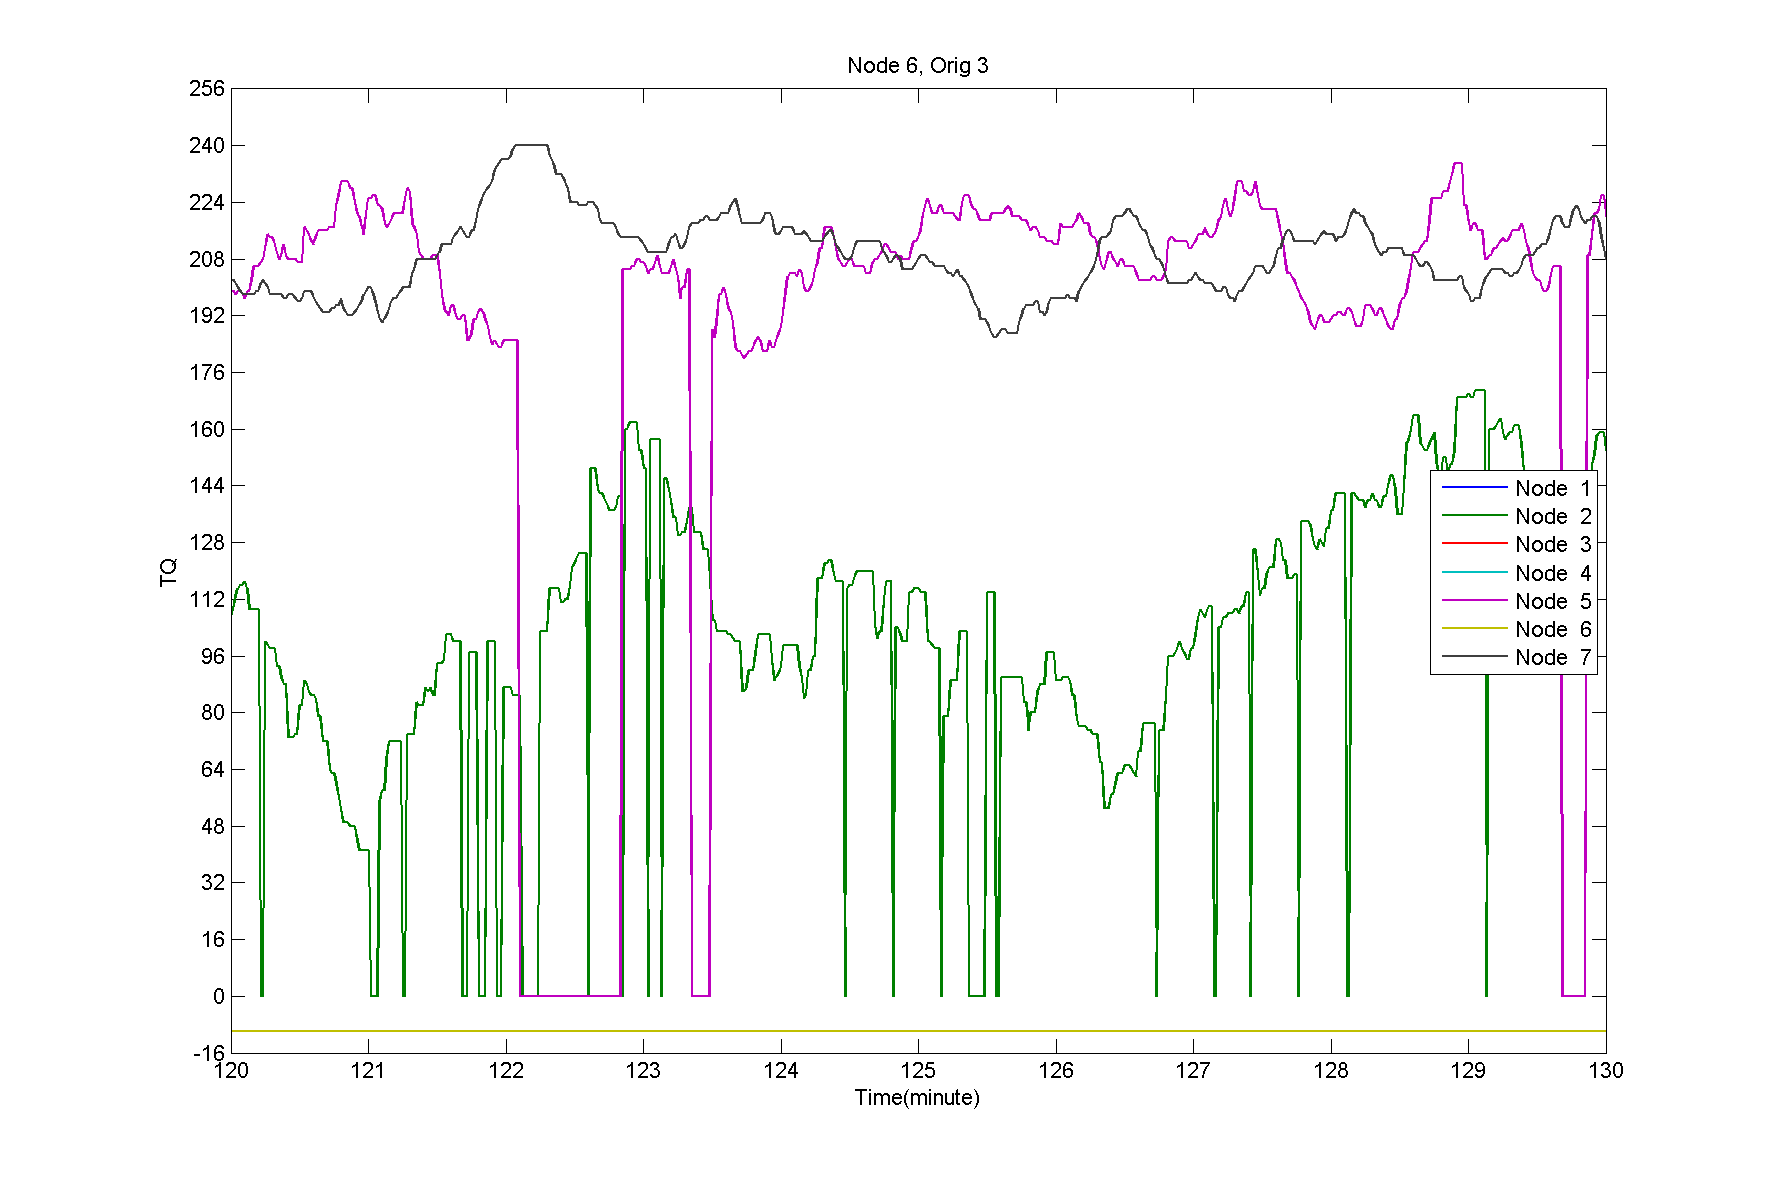 Node 6, Orig 3
256
240
224
208
192
176
160
144
128
112
96
80
64
48
32
16
0
-16
TQ
Node 1
Node 2
Node 3
Node 4
Node 5
Node 6
Node 7
120 121 122 123 124 125 126 127 128 129 130
Time(minute)